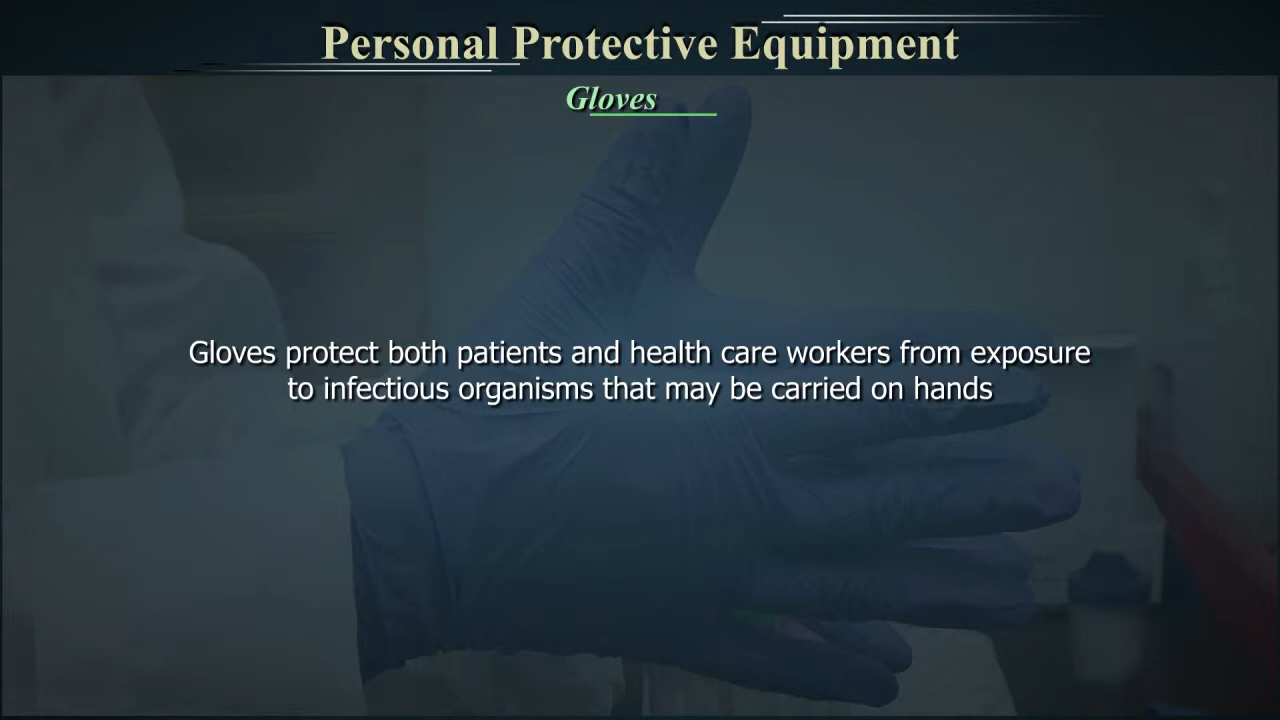 Personal Protective Equipment
Gloves
Gloves protect both patients and health care workers from exposure
to infectious organisms that may be carried on hands